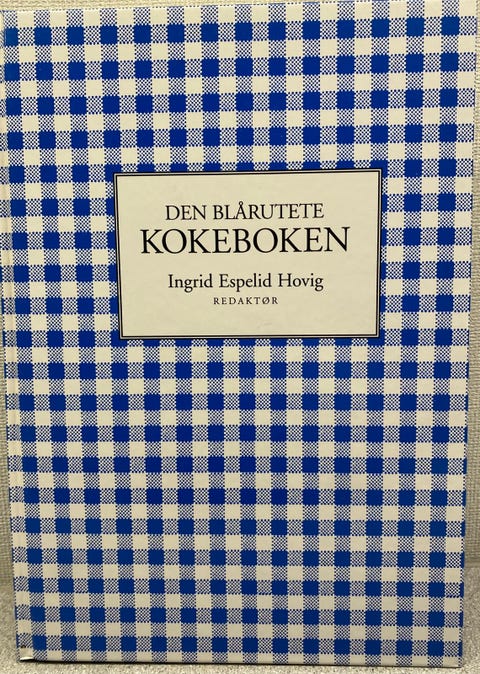 DEN BLÅRUTETE
KOKEBOKEN
Ingrid Espelid Hovig
REDAKTØR